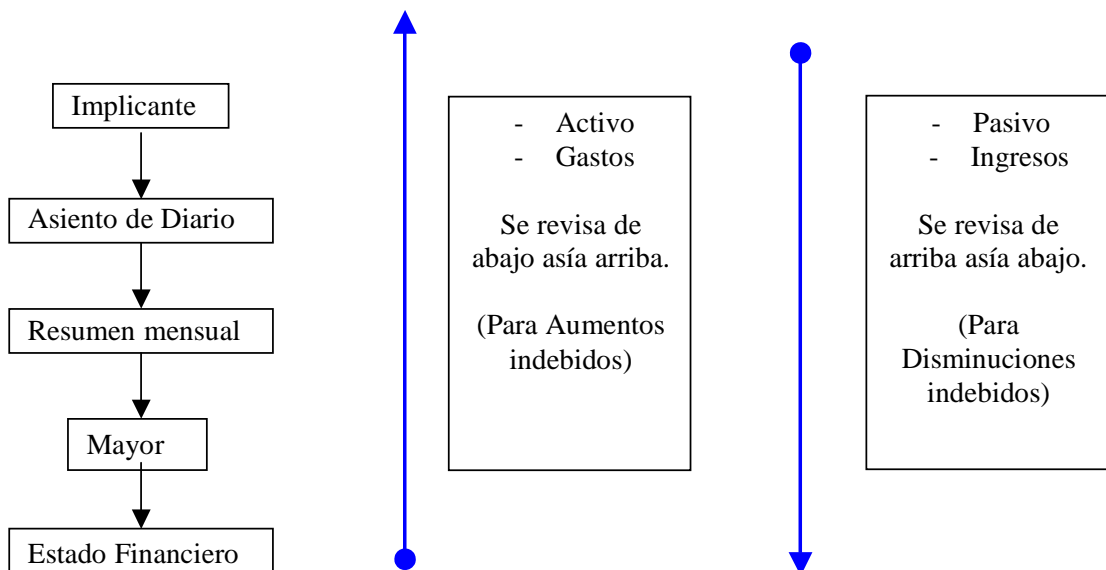 Implicante
Asiento de Diario
Resumen mensual
Mayor
Estado Financiero
- Activo
- Gastos
Se revisa de
abajo asía arriba.
(Para Aumentos
indebidos)
- Pasivo
- Ingresos
Se revisa de
arriba asía abajo.
(Para
Disminuciones
indebidos)